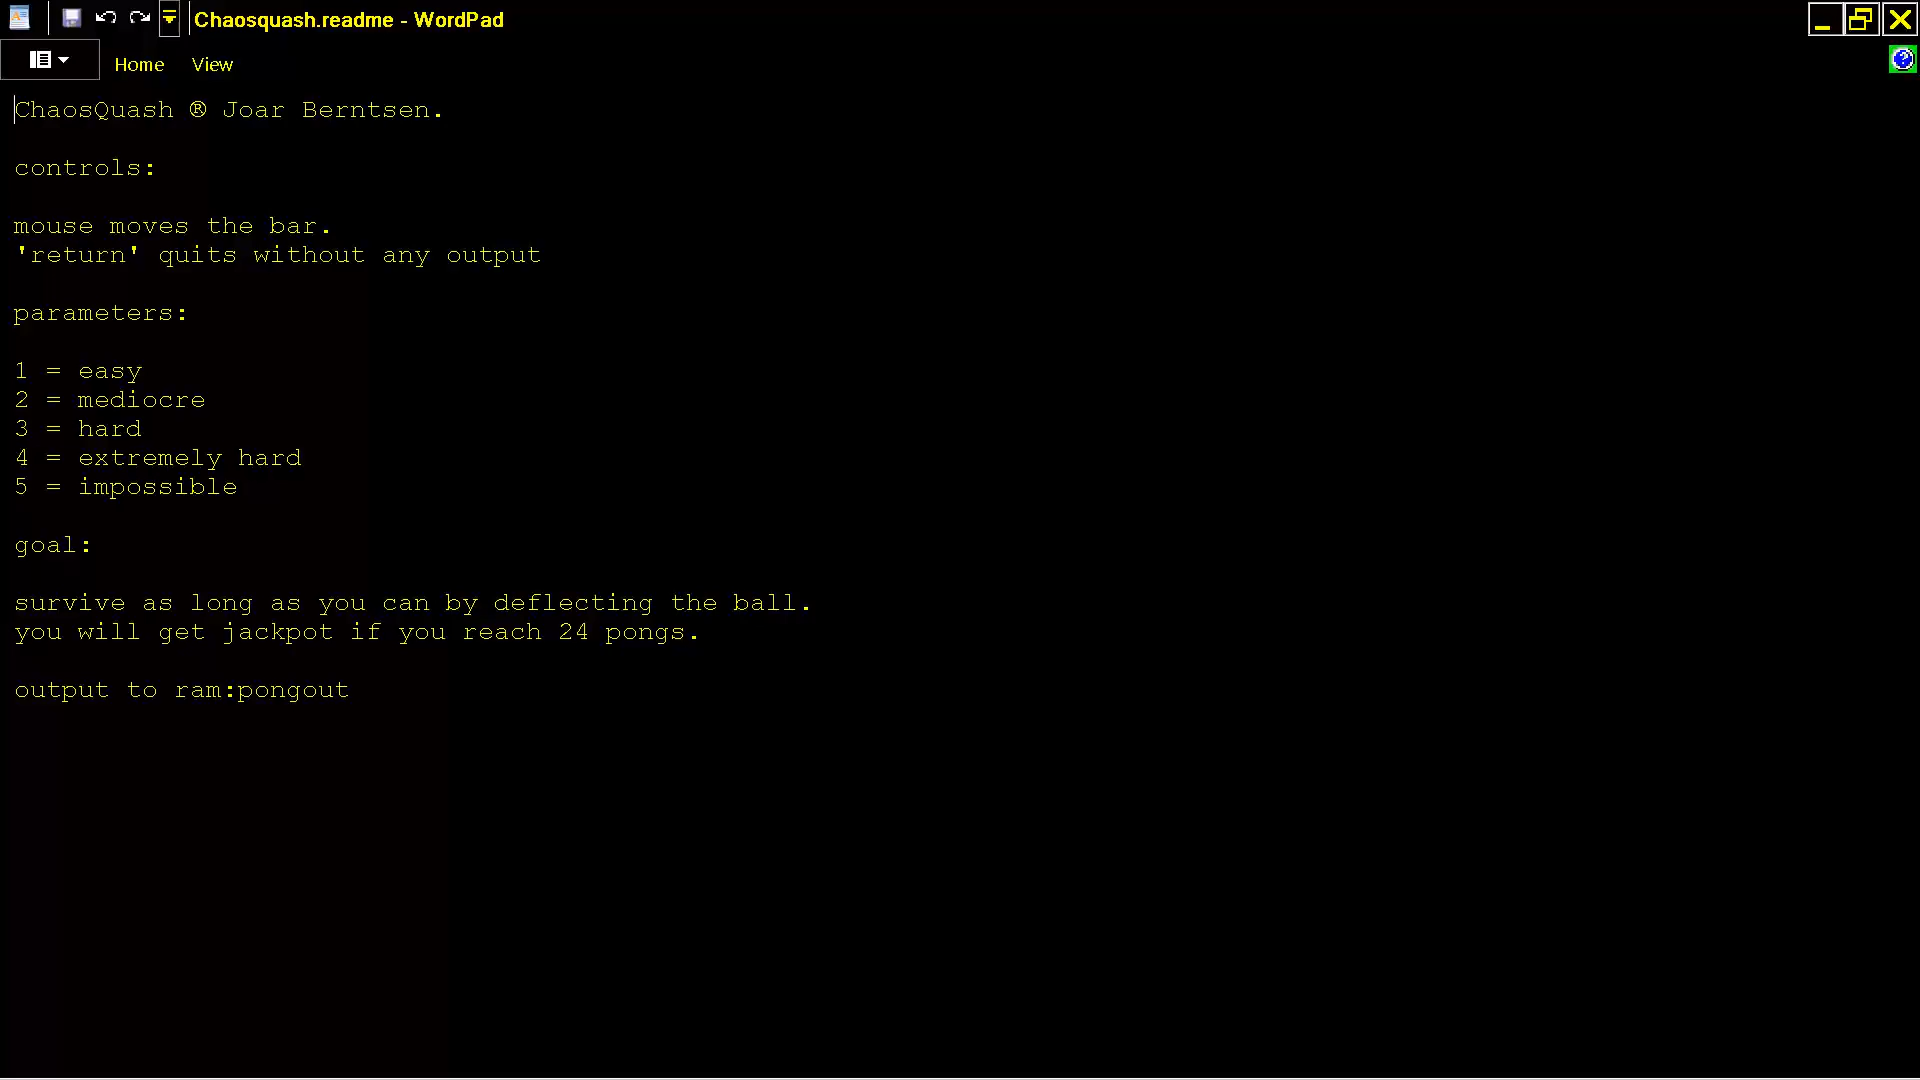 Chaosquash.readme - WordPad
Home View
ChaosQuash ® Joar Berntsen.
controls:
mouse moves the bar.
'return' quits without any output
parameters:
1 = easy
2 = mediocre
3 = hard
4 = extremely hard
5 = impossible
goal:
survive as long as you can by deflecting the ball.
you will get jackpot if you reach 24 pongs.
output to ram:pongout